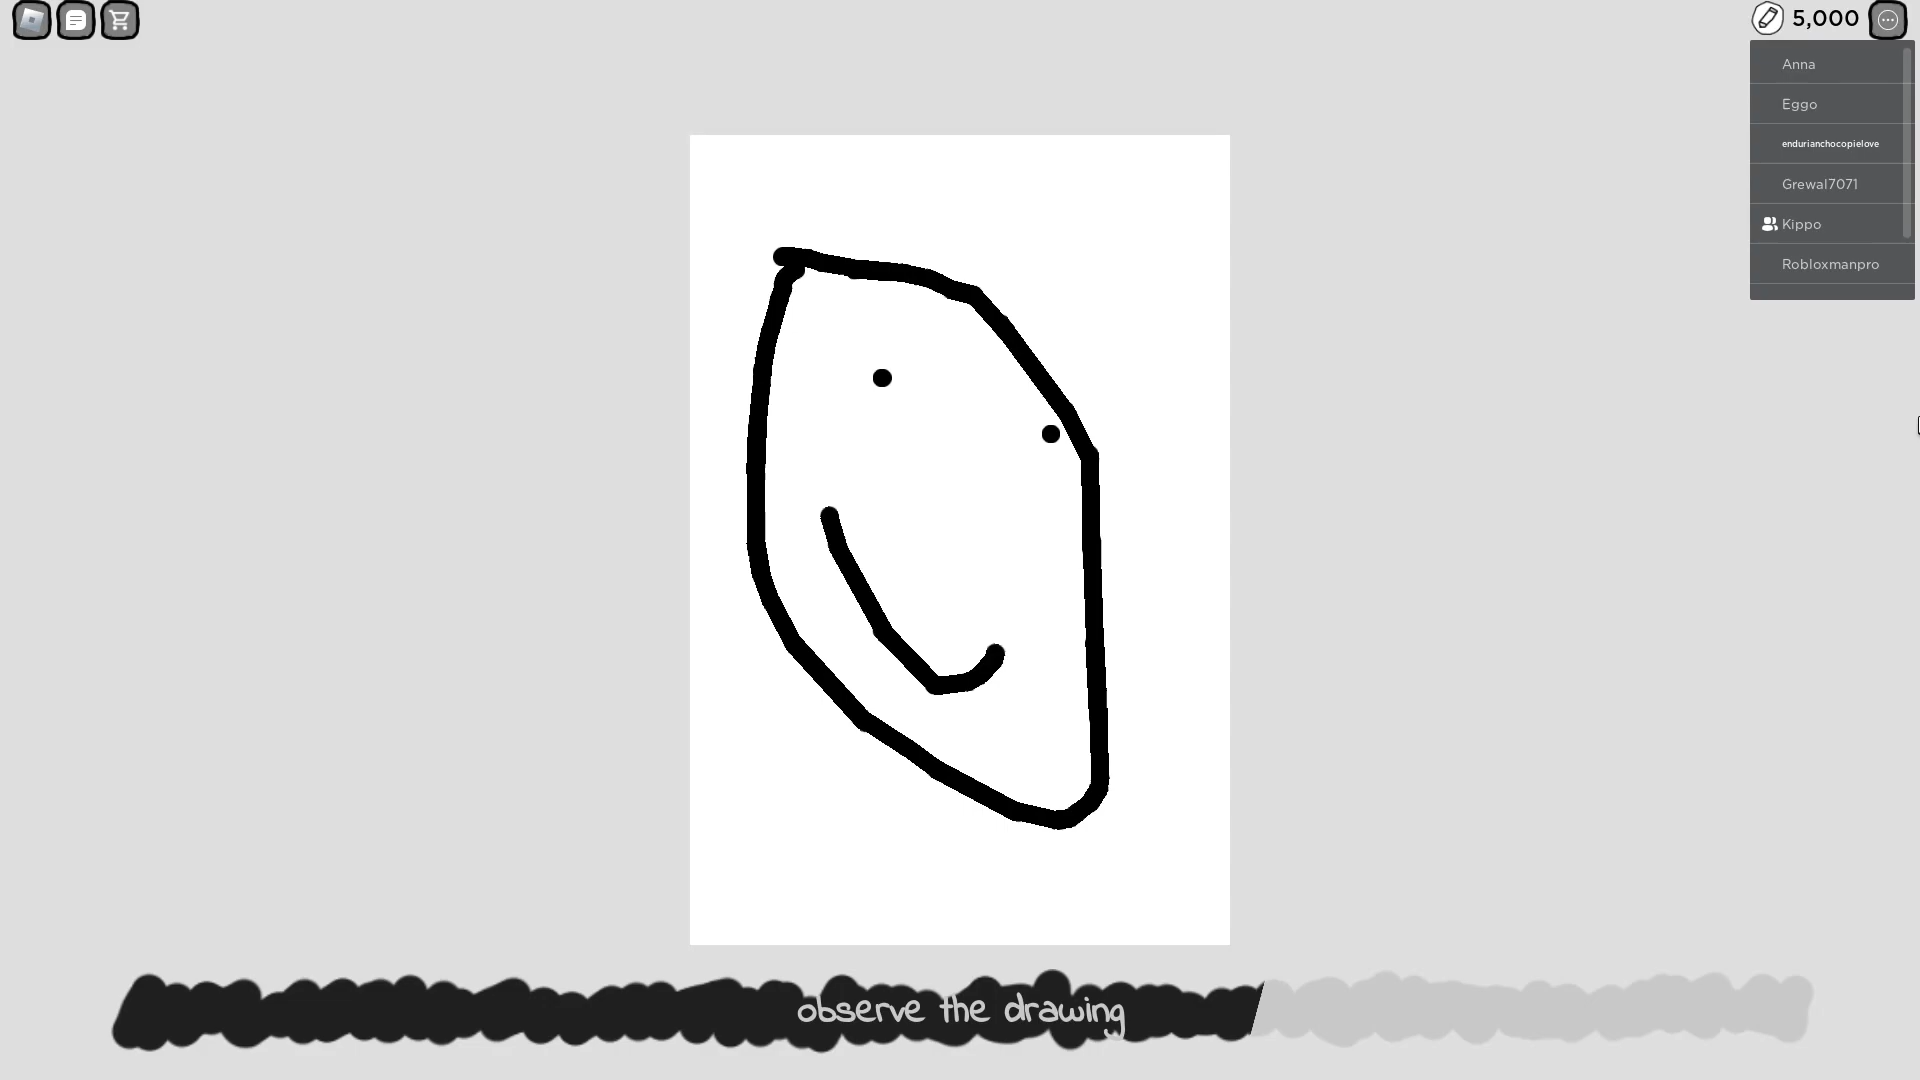 5,000
Anna
Eggo
endurianchocopielove
Grewal7071
Kippo
Robloxmanpro
observe the drawing